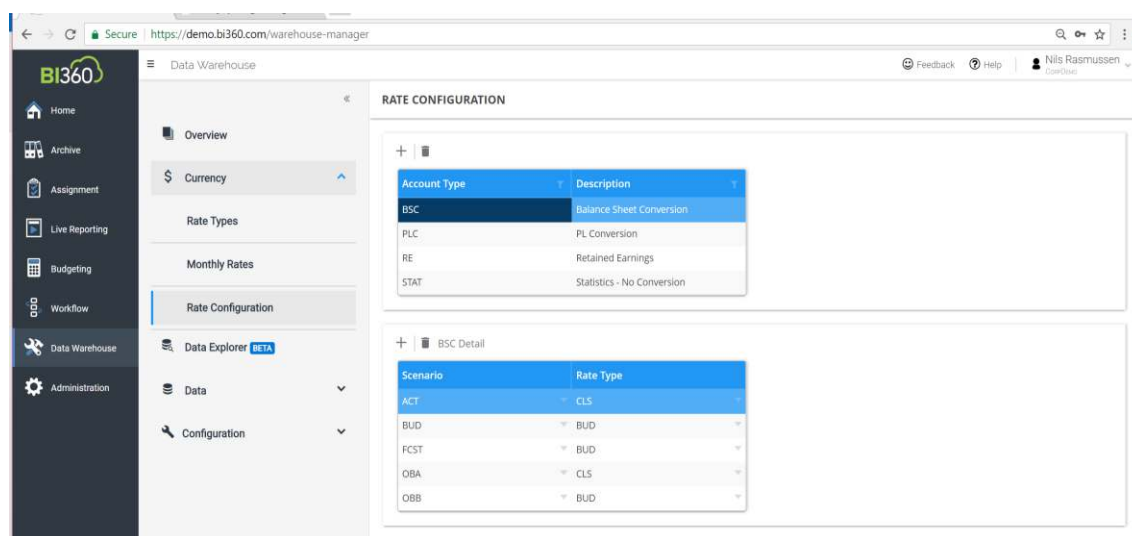 Secure https://demo.bi360.com/warehouse-manager
BI360
Data Warehouse
Feedback Help Nils Rasmussen
Home
Archive
Assignment
Live Reporting
Budgeting
Workflow
Data Warehouse
Administration
Overview
$ Currency
Rate Types
Monthly Rates
Rate Configuration
Data Explorer BETA
Data
Configuration
RATE CONFIGURATION
Account Type Description
BSC Balance Sheet Conversion
PLC PL Conversion
RE Retained Earnings
STAT Statistics - No Conversion
BSC Detail
Scenario Rate Type
ACT CLS
BUD BUD
FCST BUD
OBA CLS
OBB BUD